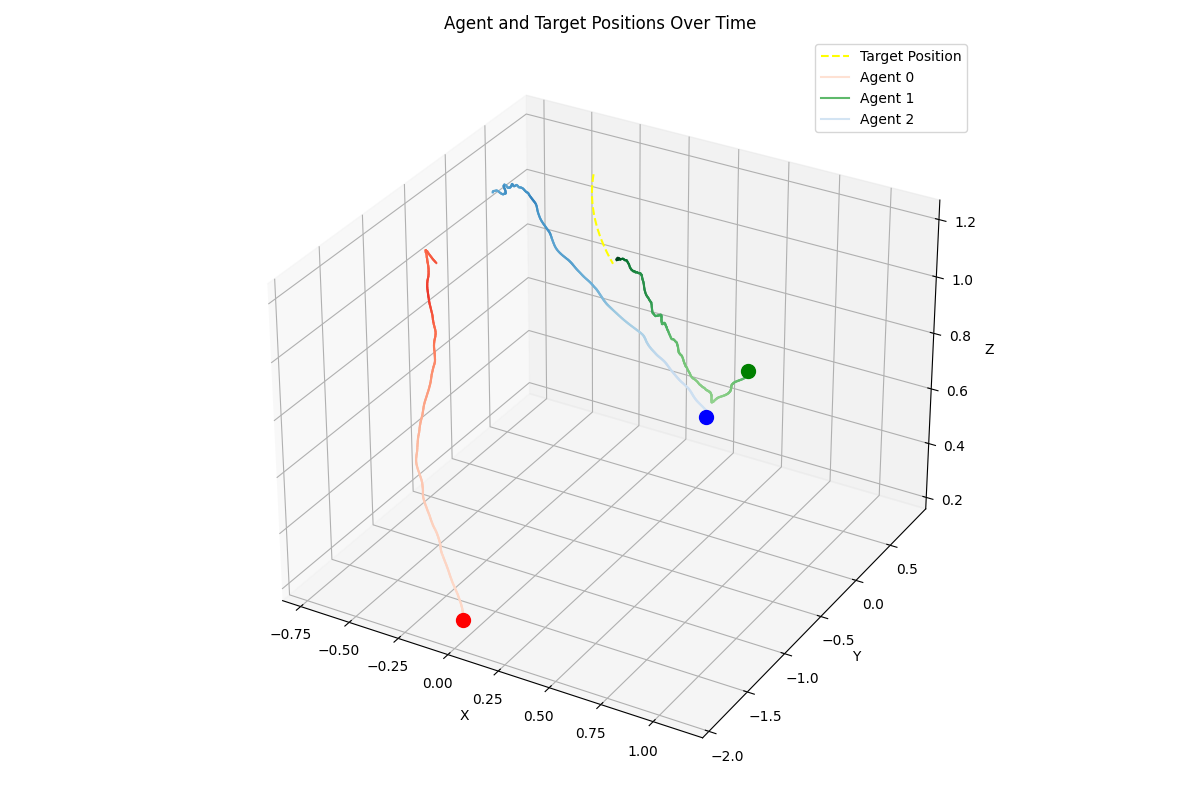 Agent and Target Positions Over Time
Target Position
Agent 0
Agent 1
Agent 2
1.2
1.0
0.8
0.6
0.4
0.2
Z
0.5
0.0
−0.5
−1.0
−1.5
−2.0
Y
−0.75
−0.50
−0.25
0.00
0.25
0.50
0.75
1.00
X